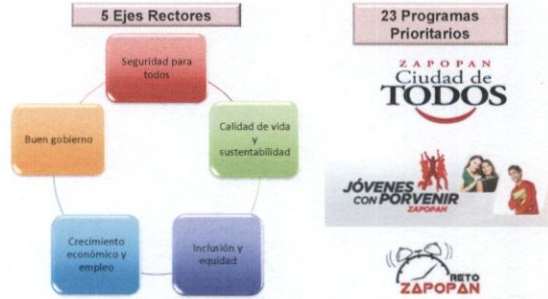 5 Ejes Rectores
Seguridad para
todos
Calidad de vida
y
sustentabilidad
Inclusión y
equidad
Crecimiento
económico y
empleo
Buen gobierno
23 Programas
Prioritarios
ZAPOPAN
Ciudad de
TODOS
JÓVENES
CON PORVENIR
ZAPOPAN
RETO
ZAPOPAN